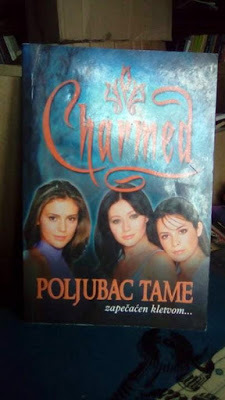 Charmed
POLJUBAC TAME
zapečaćen kletvom...